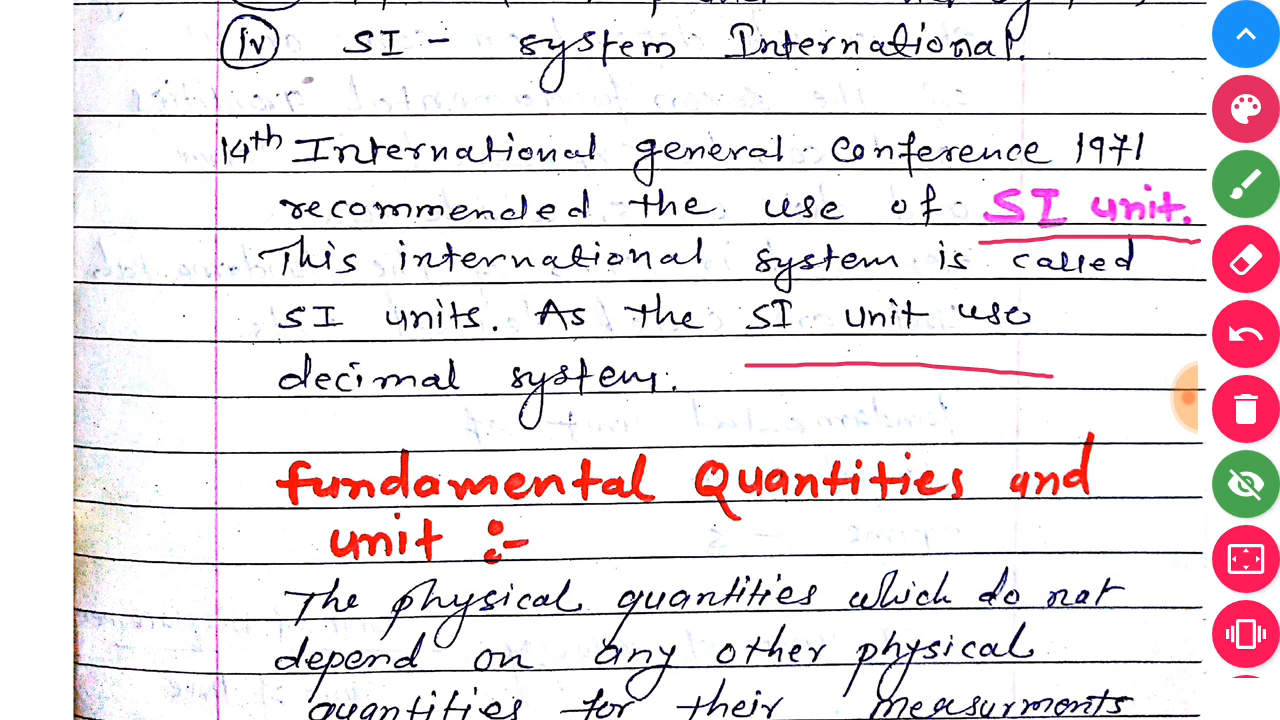 (iv) SI - system International.
14th International general conference 1971
recommended the use of SI unit.
This international system is called
SI units. As the SI unit use
decimal system.
fundamental Quantities and
unit :-
The physical quantities which do not
depend on any other physical
quantities for their measurments